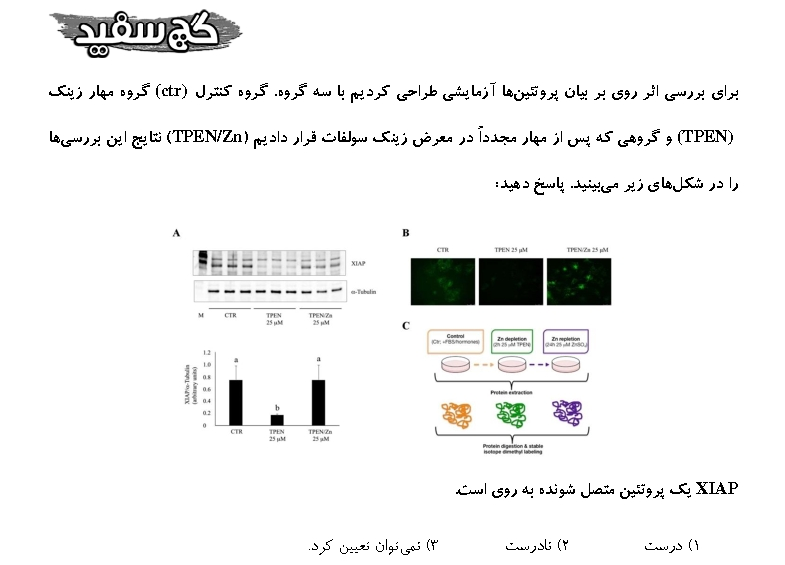 گچ سفید
برای بررسی اثر روی بر بیان پروتئین‌ها آزمایشی طراحی کردیم با سه گروه. گروه کنترل (ctr) گروه مهار زینک
(TPEN) و گروهی که پس از مهار مجدداً در معرض زینک سولفات قرار دادیم (TPEN/Zn) نتایج این بررسی‌ها
را در شکل‌های زیر می‌بینید. پاسخ دهید:
A
XIAP
α-Tubulin
M CTR TPEN TPEN/Zn
25 µM 25 µM
XIAP/α-Tubulin
(arbitrary units)
1.2
1.0
0.8
0.6
0.4
0.2
0
a b a
CTR TPEN TPEN/Zn
25 µM 25 µM
B
CTR TPEN 25 µM TPEN/Zn 25 µM
C
Control Zn depletion Zn repletion
(Ctr; +FBS/hormones) (2h 25 µM TPEN) (24h 25 µM ZnSO₄)
Protein extraction
Protein digestion & stable
isotope dimethyl labeling
XIAP یک پروتئین متصل شونده به روی است.
۱) درست ۲) نادرست ۳) نمی‌توان تعیین کرد.